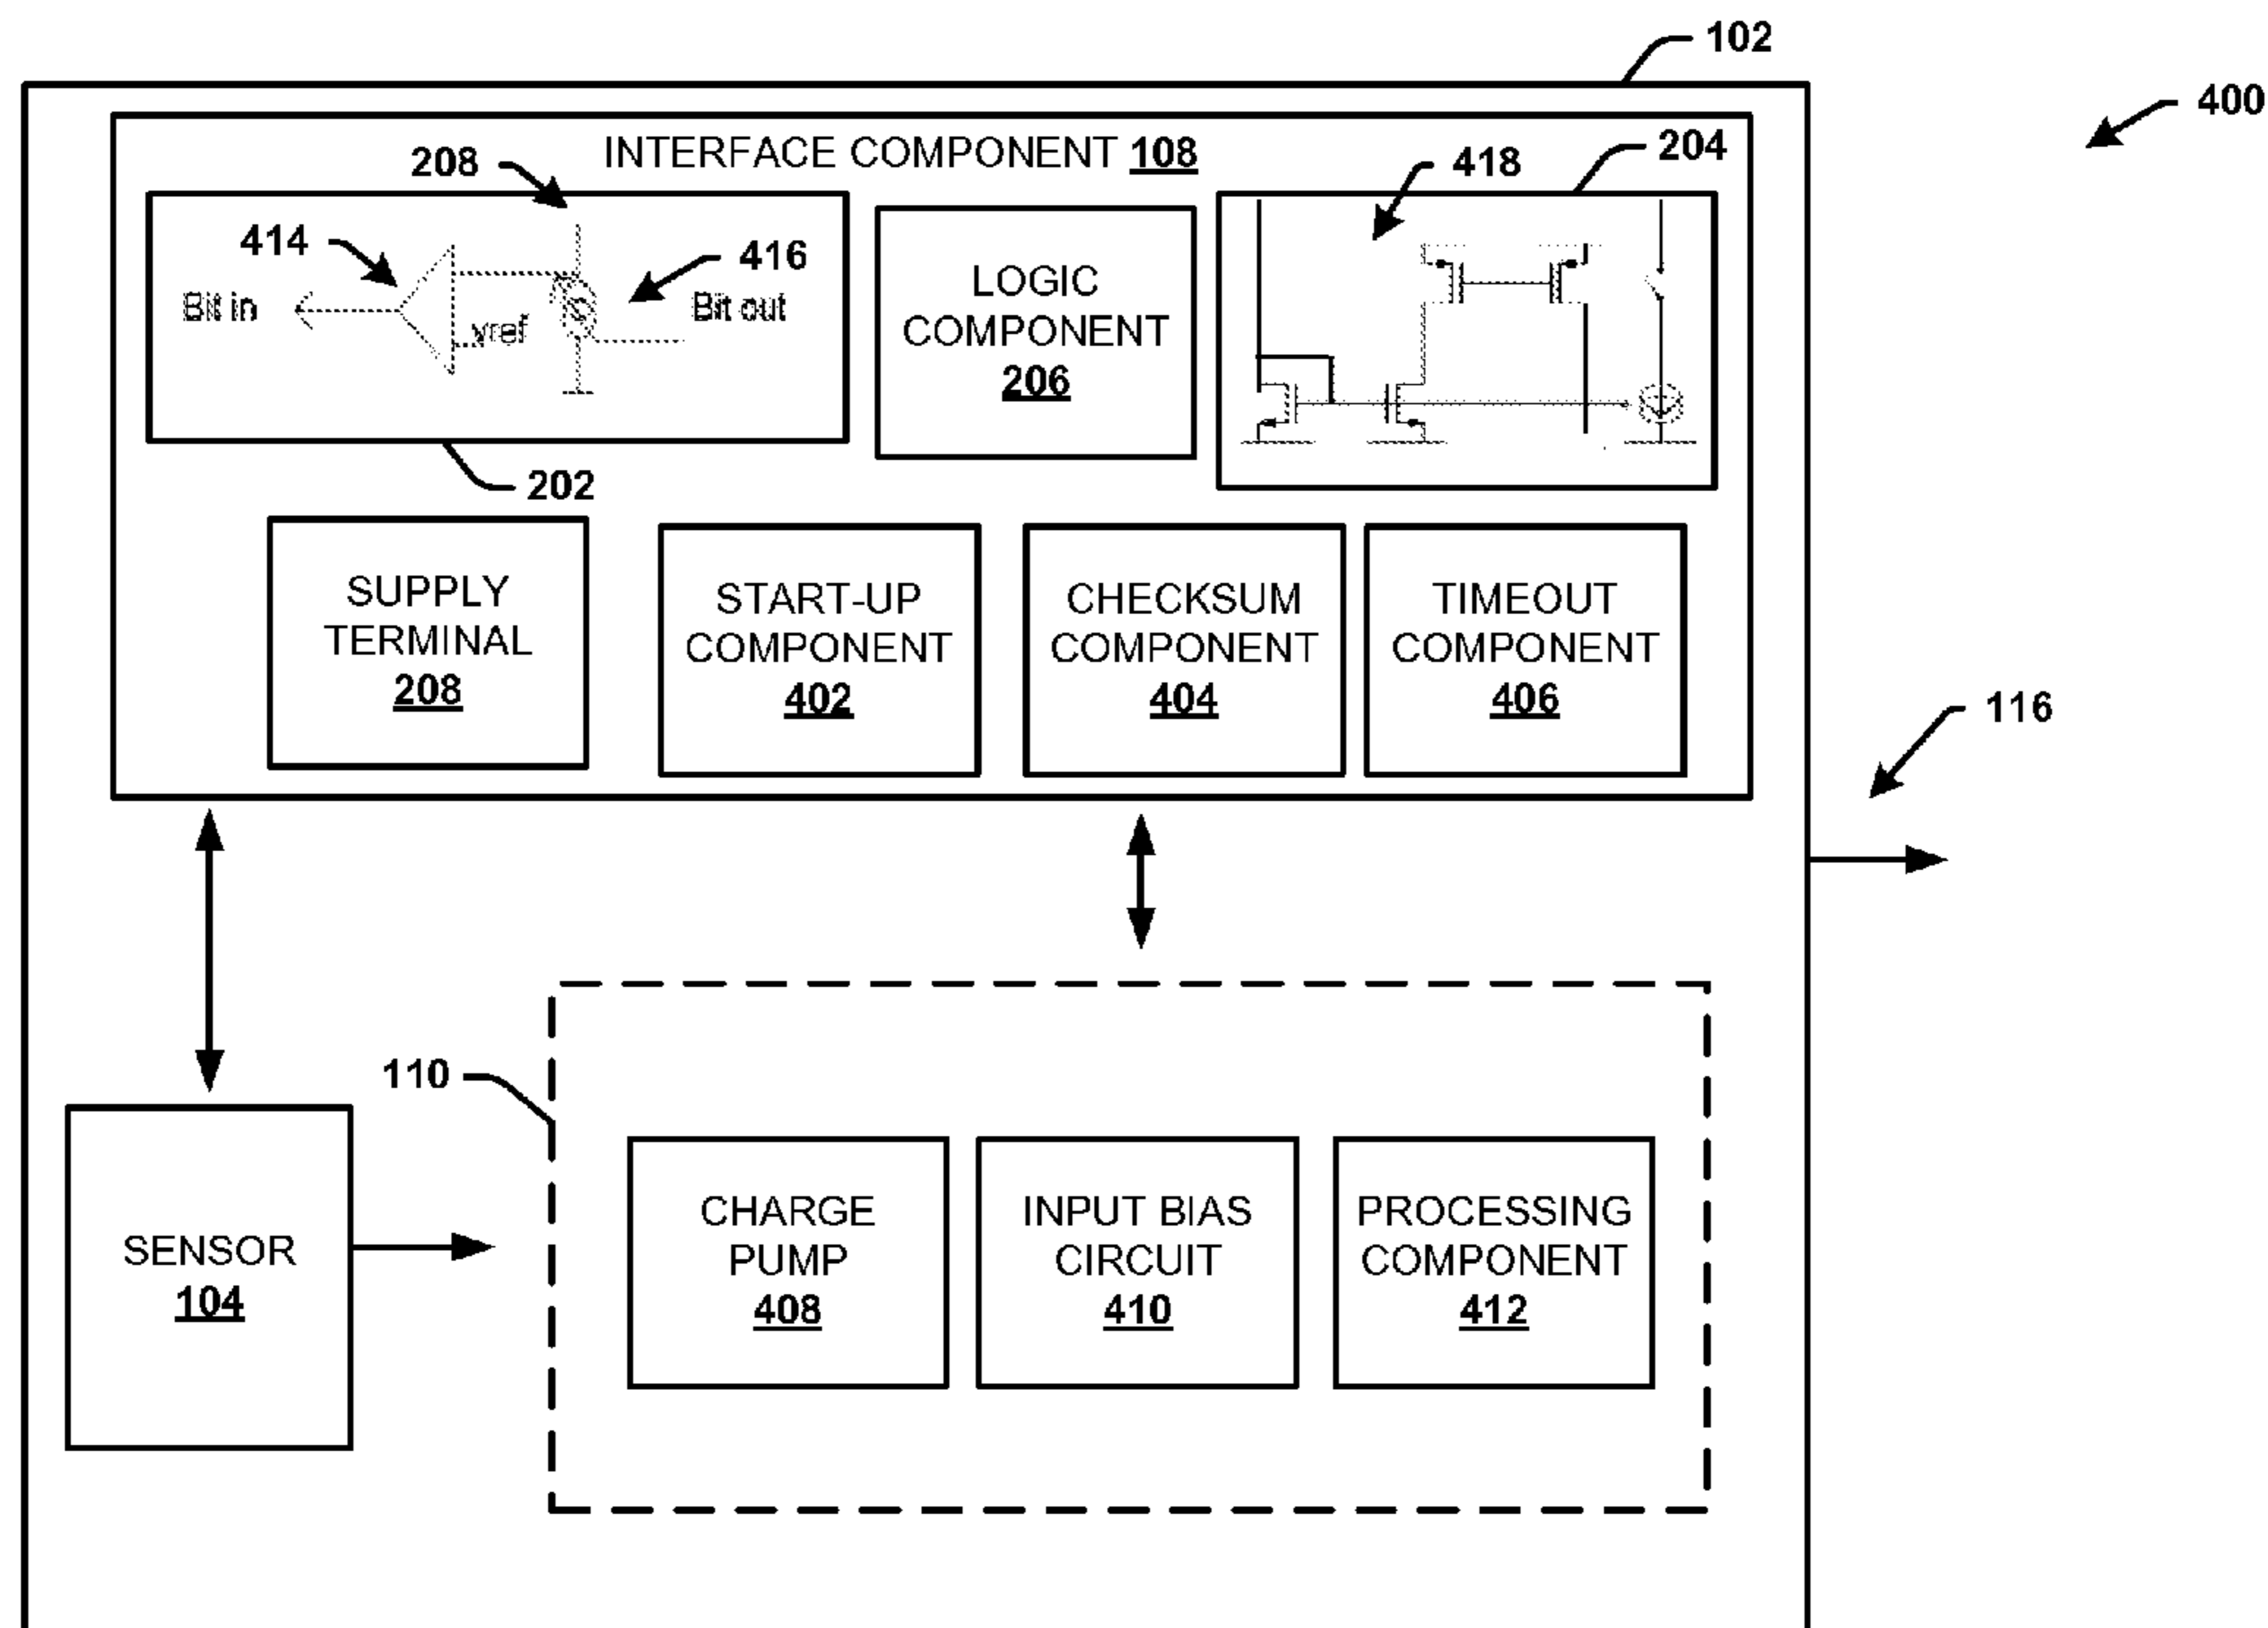 102
400
INTERFACE COMPONENT 108
208
418
204
414
416
Bit in
vref
Bit out
LOGIC
COMPONENT
206
202
SUPPLY
TERMINAL
208
START-UP
COMPONENT
402
CHECKSUM
COMPONENT
404
TIMEOUT
COMPONENT
406
116
110
SENSOR
104
CHARGE
PUMP
408
INPUT BIAS
CIRCUIT
410
PROCESSING
COMPONENT
412